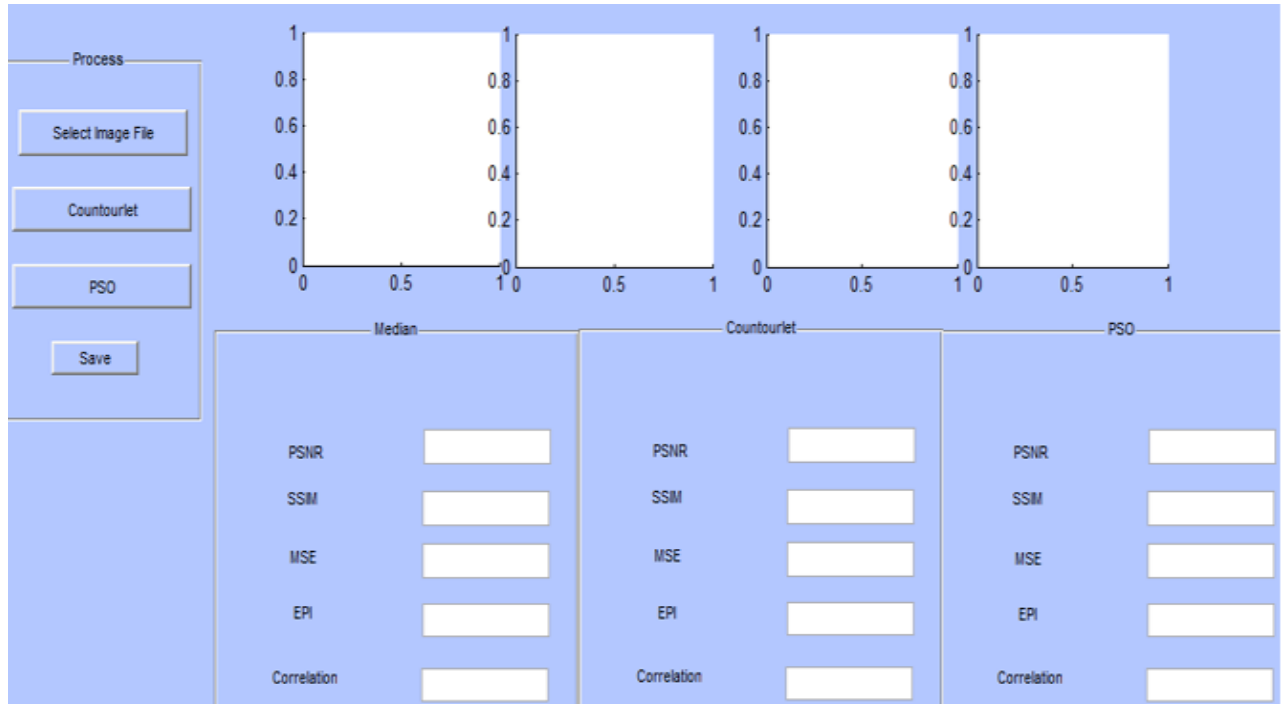 Process
Select Image File
Countourlet
PSO
Save
1 1 1 1
0.8 0.8 0.8 0.8
0.6 0.6 0.6 0.6
0.4 0.4 0.4 0.4
0.2 0.2 0.2 0.2
0 0 0 0
0 0.5 1 0 0.5 1 0 0.5 1 0 0.5 1
Median
PSNR
SSIM
MSE
EPI
Correlation
Countourlet
PSNR
SSIM
MSE
EPI
Correlation
PSO
PSNR
SSIM
MSE
EPI
Correlation